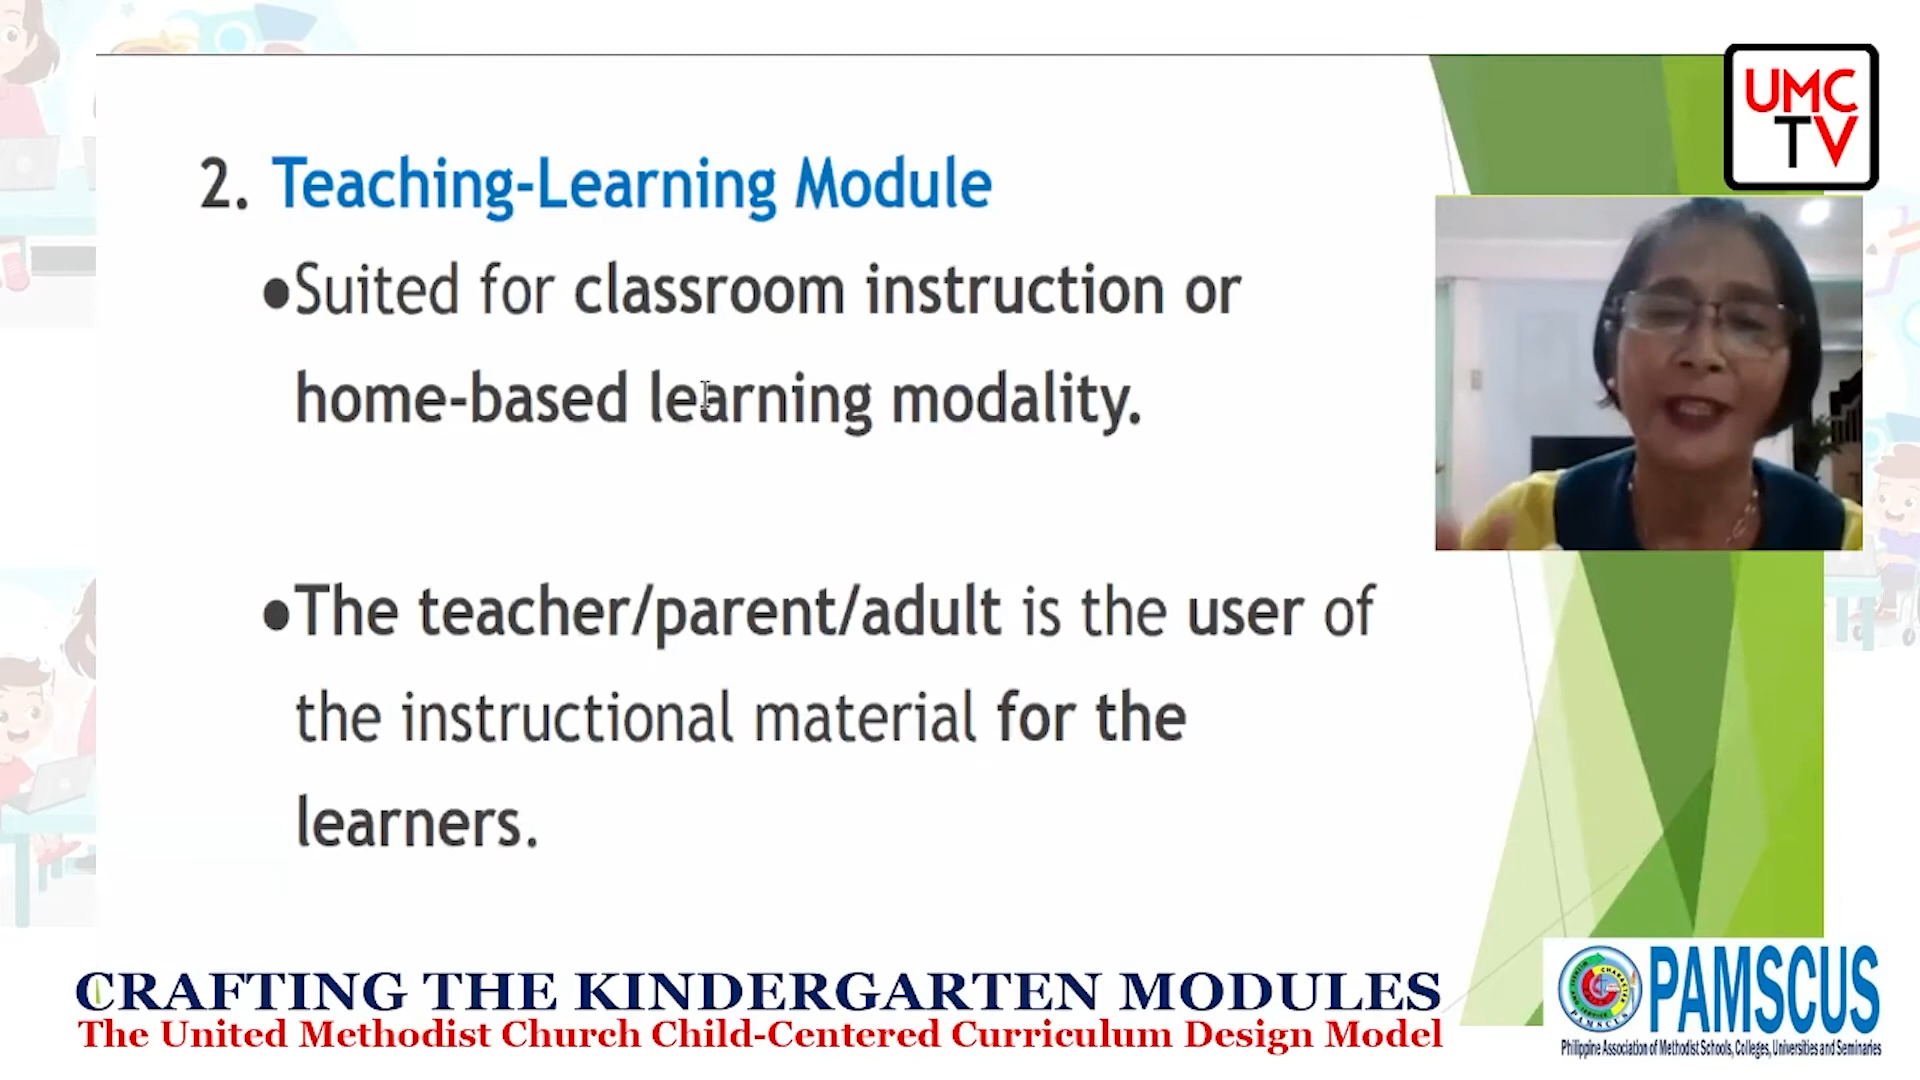 UMC
TV
2. Teaching-Learning Module
●Suited for classroom instruction or
home-based learning modality.
●The teacher/parent/adult is the user of
the instructional material for the
learners.
CRAFTING THE KINDERGARTEN MODULES
The United Methodist Church Child-Centered Curriculum Design Model
PAMSCUS
Philippine Association of Methodist Schools, Colleges, Universities and Seminaries